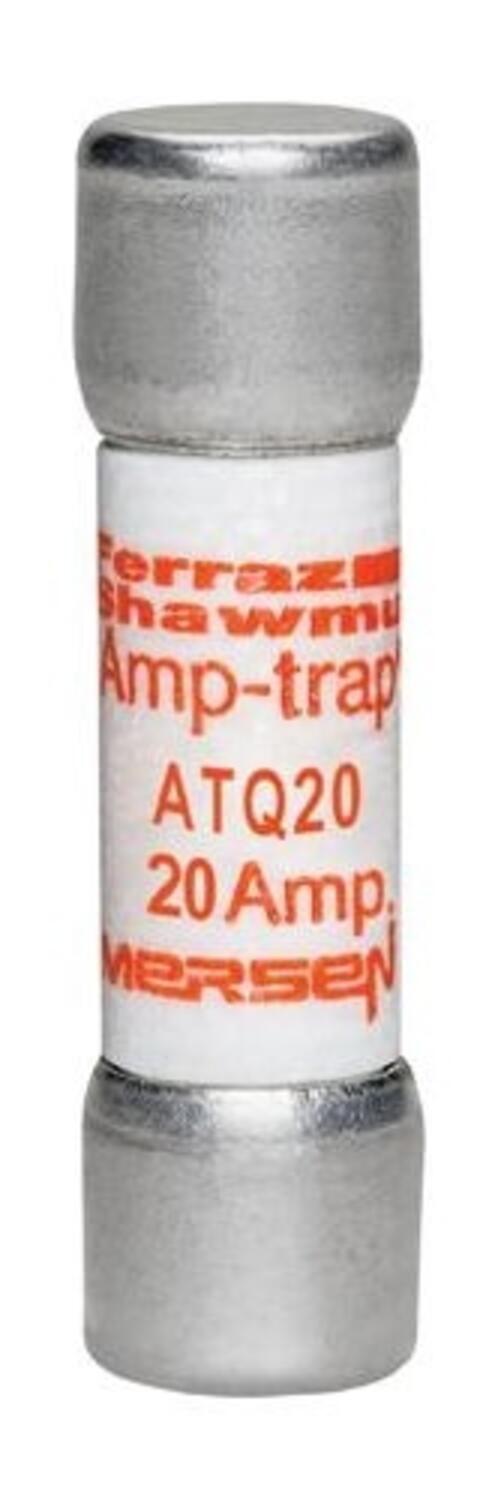 Ferraz
Shawmu
Amp-trap
ATQ20
20 Amp.
MERSEN